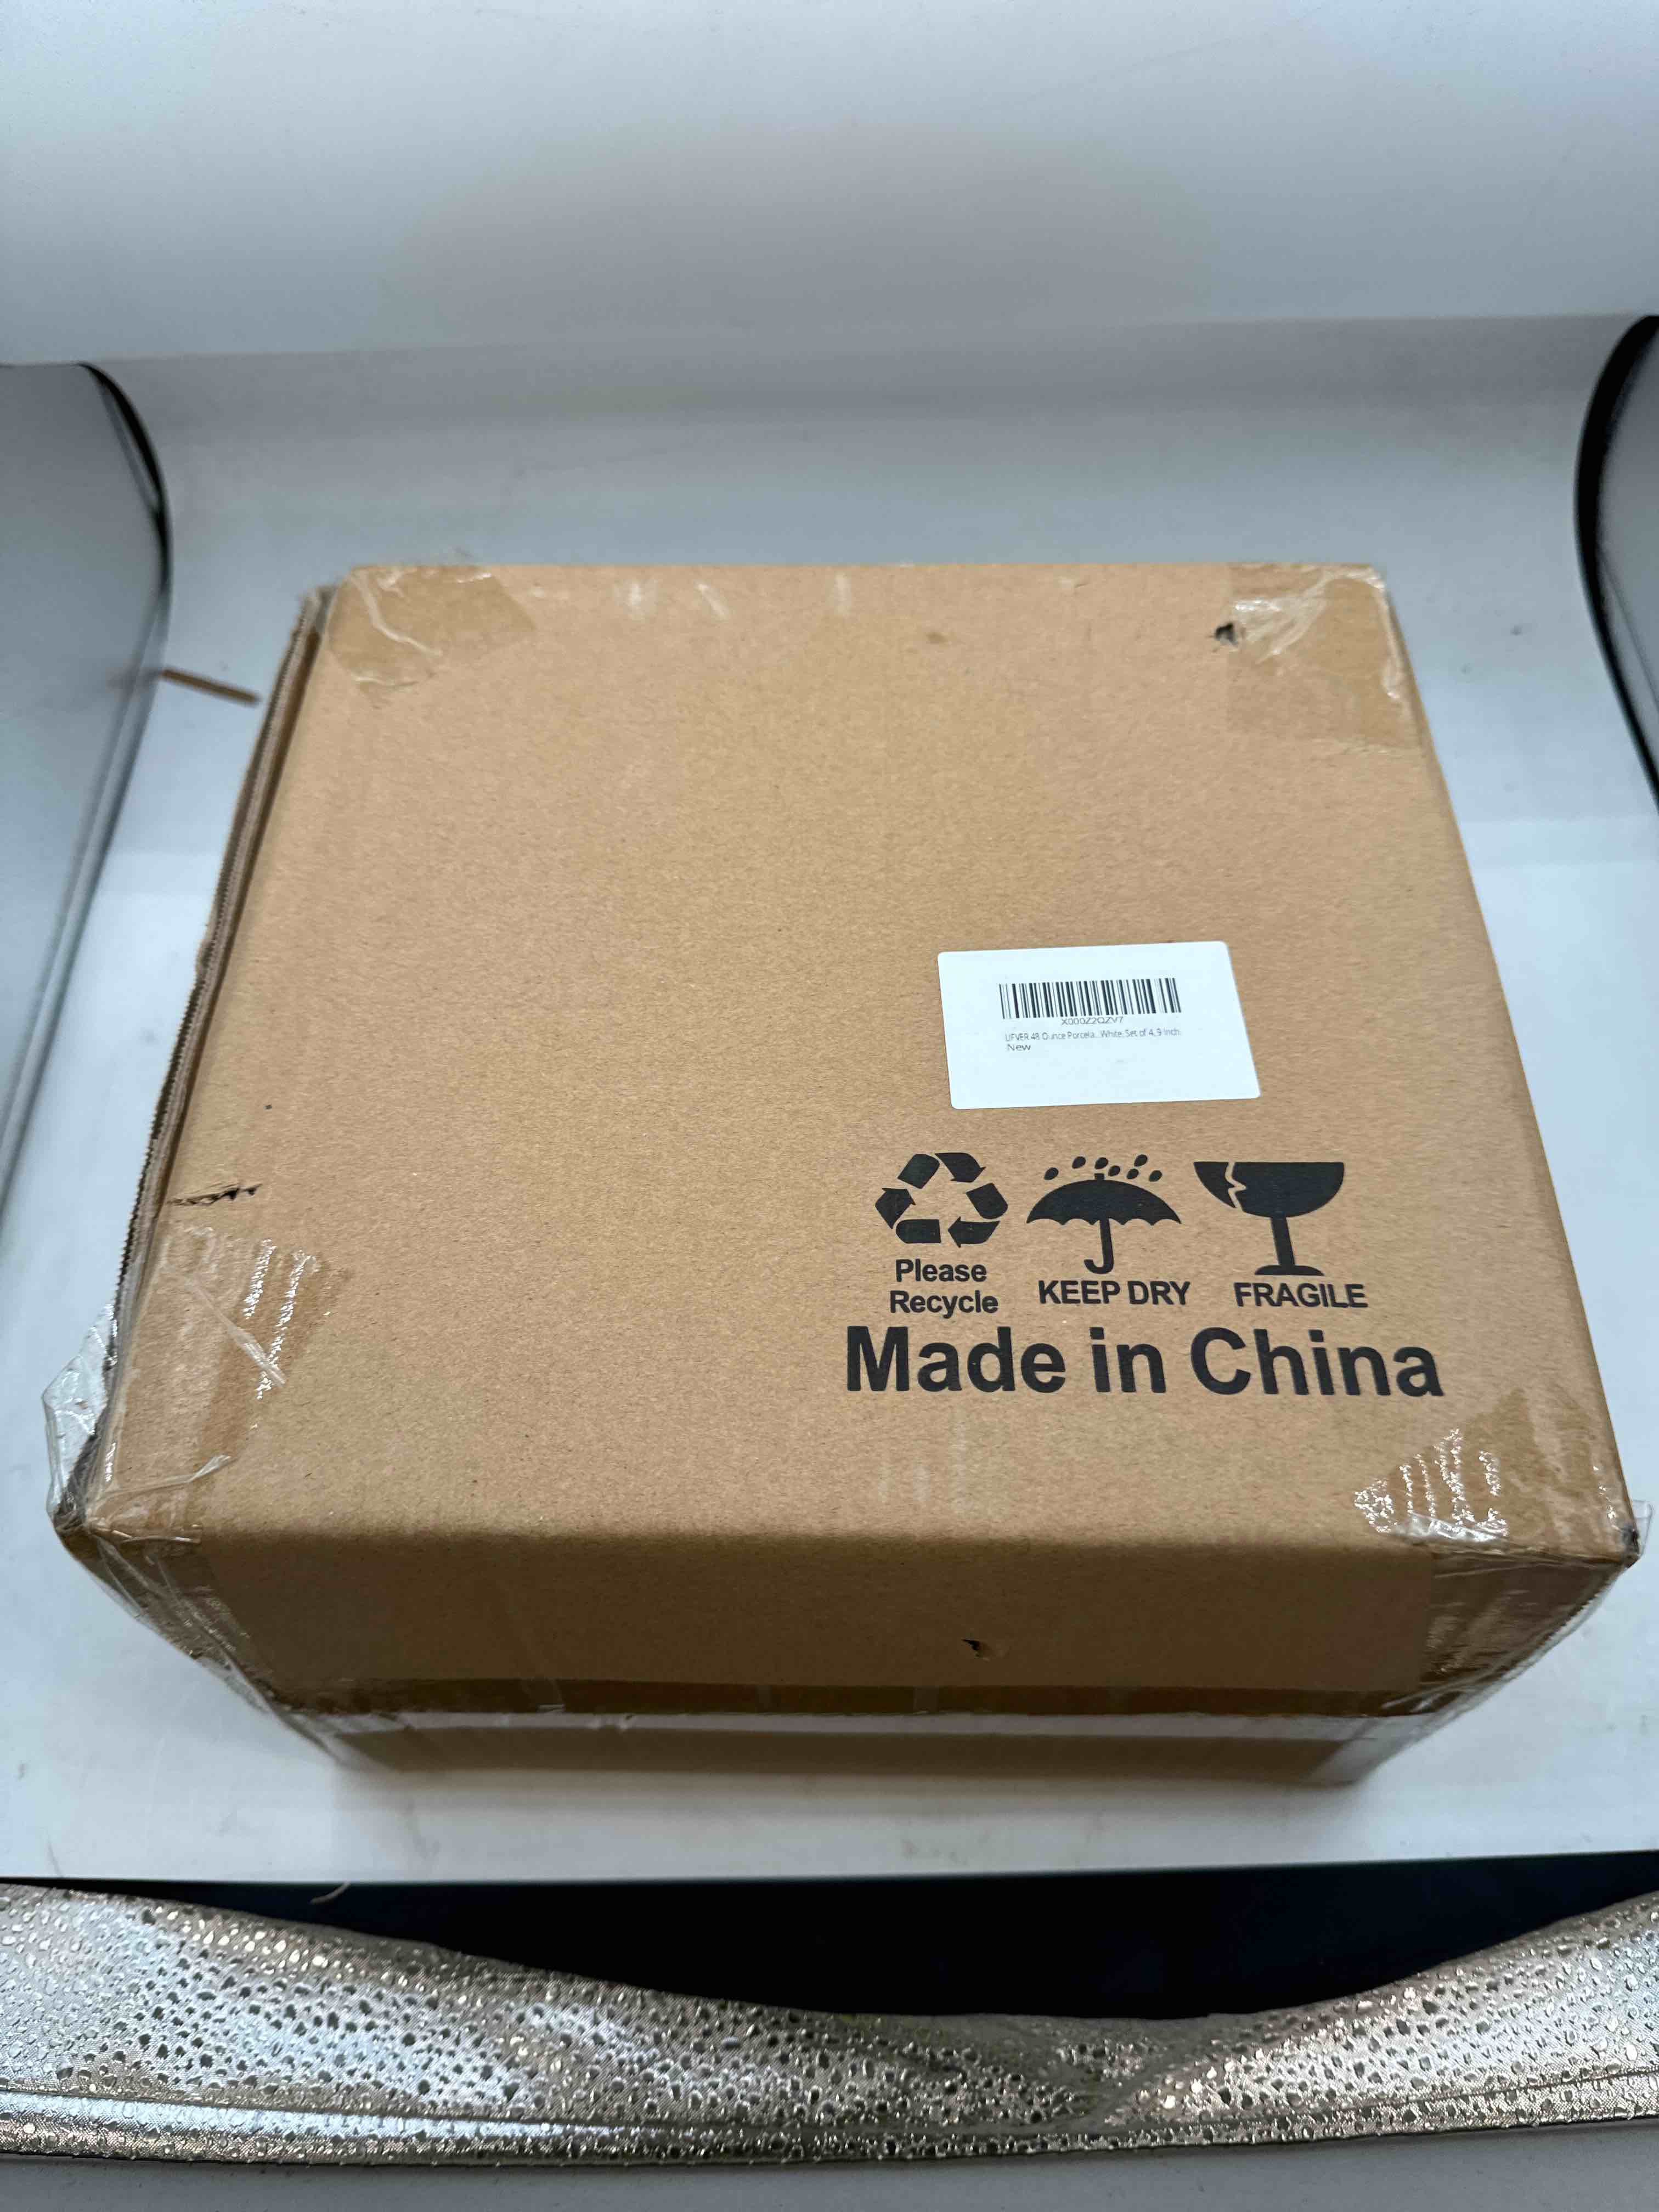 X000Z2QZV7
LIFVER 48 Ounce Porcela...White, Set of 4, 9 Inch
New
Please
Recycle
KEEP DRY
FRAGILE
Made in China